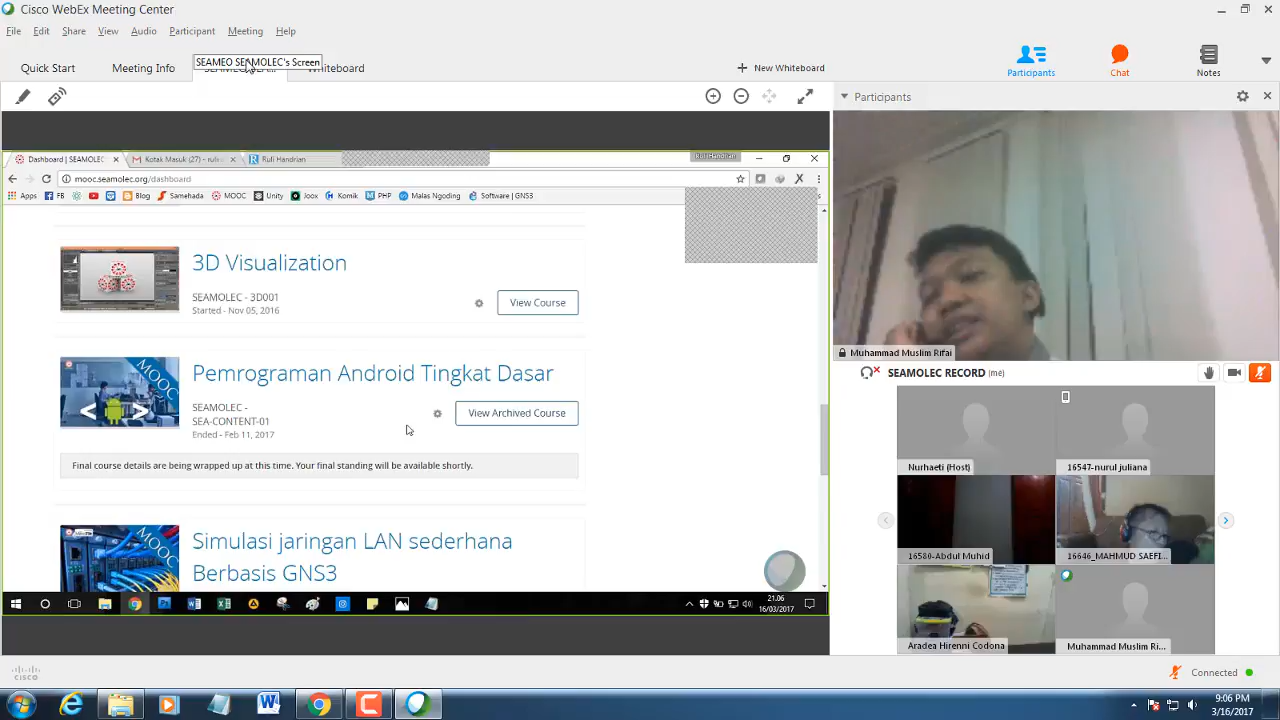 Cisco WebEx Meeting Center
File Edit Share View Audio Participant Meeting Help
SEAMEO SEAMOLEC's Screen
Quick Start Meeting Info Whiteboard
New Whiteboard
Participants Chat Notes
Participants
Dashboard | SEAMOLEC
Kotak Masuk (27) - rul
Ruli Handrian
Ruli Handrian
mooc.seamolec.org/dashboard
Apps FB Blog Samehada MOOC Unity Joox Komik PHP Malas Ngoding Software | GNS3
3D Visualization
SEAMOLEC - 3D001
Started - Nov 05, 2016
View Course
MOOC
Pemrograman Android Tingkat Dasar
SEAMOLEC -
SEA-CONTENT-01
Ended - Feb 11, 2017
View Archived Course
Final course details are being wrapped up at this time. Your final standing will be available shortly.
MOOC
Simulasi jaringan LAN sederhana
Berbasis GNS3
21.06
16/03/2017
Muhammad Muslim Rifai
SEAMOLEC RECORD (me)
Nurhaeti (Host)
16547-nurul juliana
16580-Abdul Muhid
16646_MAHMUD SAEFI...
Aradea Hirenni Codona
Muhammad Muslim Ri...
cisco
Connected
9:06 PM
3/16/2017